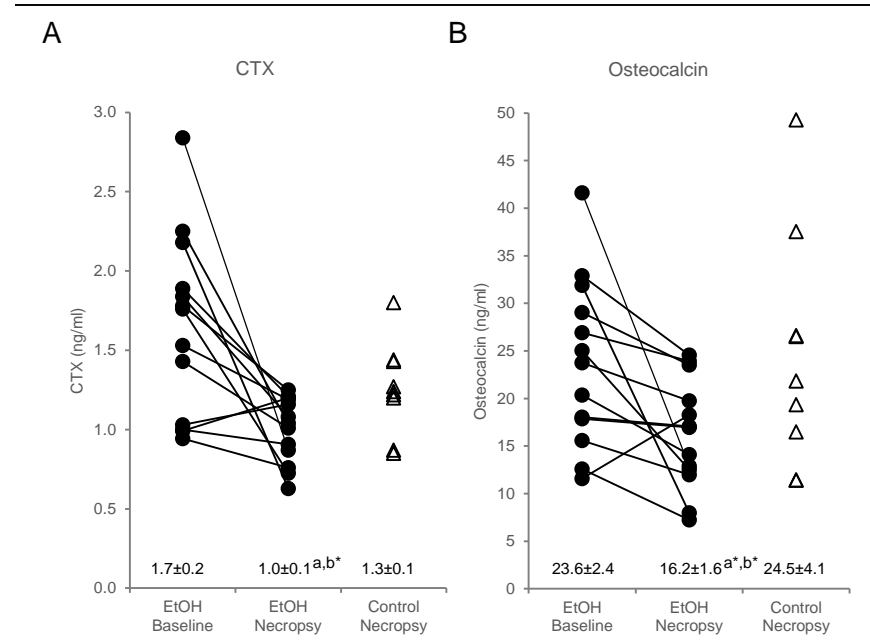 A
B
CTX
Osteocalcin
CTX (ng/ml)
3.0
2.5
2.0
1.5
1.0
0.5
0.0
1.7±0.2
1.0±0.1a,b*
1.3±0.1
EtOH
Baseline
EtOH
Necropsy
Control
Necropsy
Osteocalcin (ng/ml)
50
45
40
35
30
25
20
15
10
5
0
23.6±2.4
16.2±1.6a*,b*
24.5±4.1
EtOH
Baseline
EtOH
Necropsy
Control
Necropsy